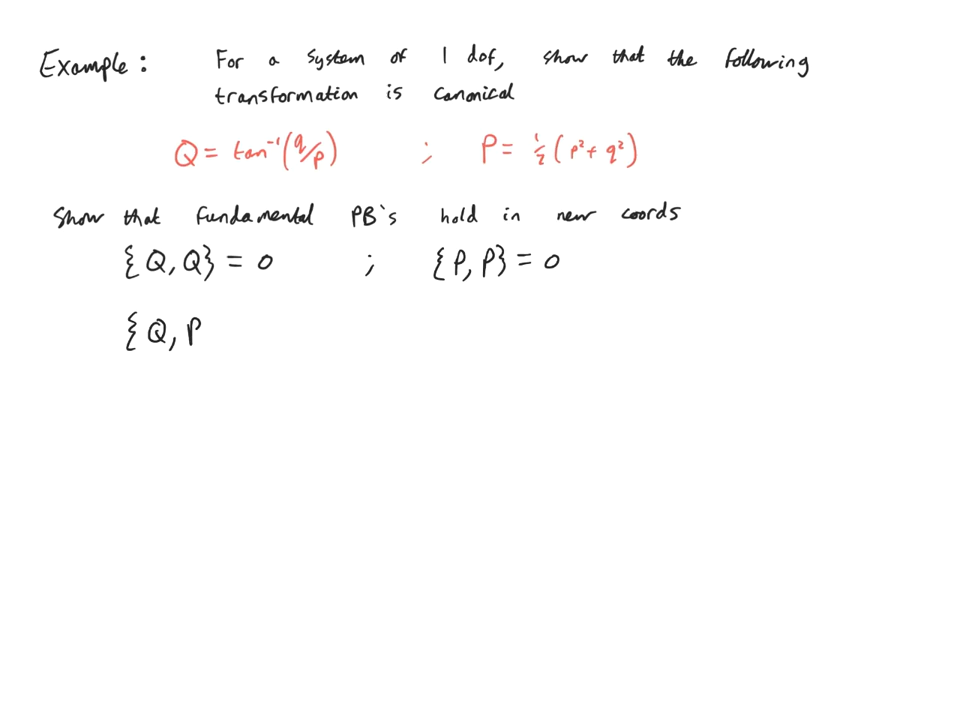 Example: For a system of 1 dof, show that the following
transformation is canonical
Q = tan⁻¹(q/p) ; P = ½(p² + q²)
Show that fundamental PB`s hold in new coords
{Q, Q} = 0 ; {P, P} = 0
{Q, P